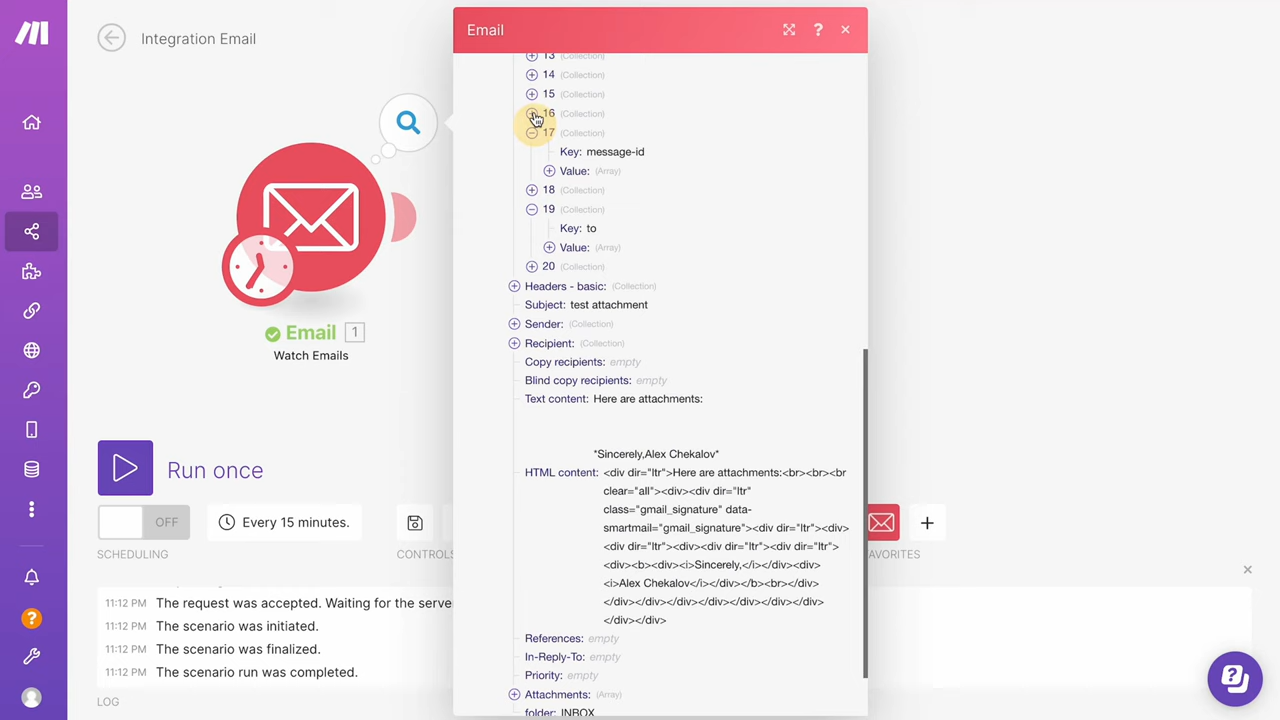 Integration Email
Email
13 (Collection)
14 (Collection)
15 (Collection)
16 (Collection)
17 (Collection)
Key: message-id
Value: (Array)
18 (Collection)
19 (Collection)
Key: to
Value: (Array)
20 (Collection)
Headers - basic: (Collection)
Subject: test attachment
Sender: (Collection)
Recipient: (Collection)
Copy recipients: empty
Blind copy recipients: empty
Text content: Here are attachments:
*Sincerely,Alex Chekalov*
HTML content: <div dir="ltr">Here are attachments:<br><br><br
clear="all"><div><div dir="ltr"
class="gmail_signature" data-
smartmail="gmail_signature"><div dir="ltr"><div>
<div dir="ltr"><div><div dir="ltr"><div dir="ltr">
<div><b><div><i>Sincerely,</i></div><div>
<i>Alex Chekalov</i></div></b><br></div>
</div></div></div></div></div></div></div>
</div></div>
References: empty
In-Reply-To: empty
Priority: empty
Attachments: (Array)
folder: INBOX
Email 1
Watch Emails
Run once
OFF
Every 15 minutes.
SCHEDULING
CONTROLS
AVORITES
11:12 PM The request was accepted. Waiting for the serve
11:12 PM The scenario was initiated.
11:12 PM The scenario was finalized.
11:12 PM The scenario run was completed.
LOG